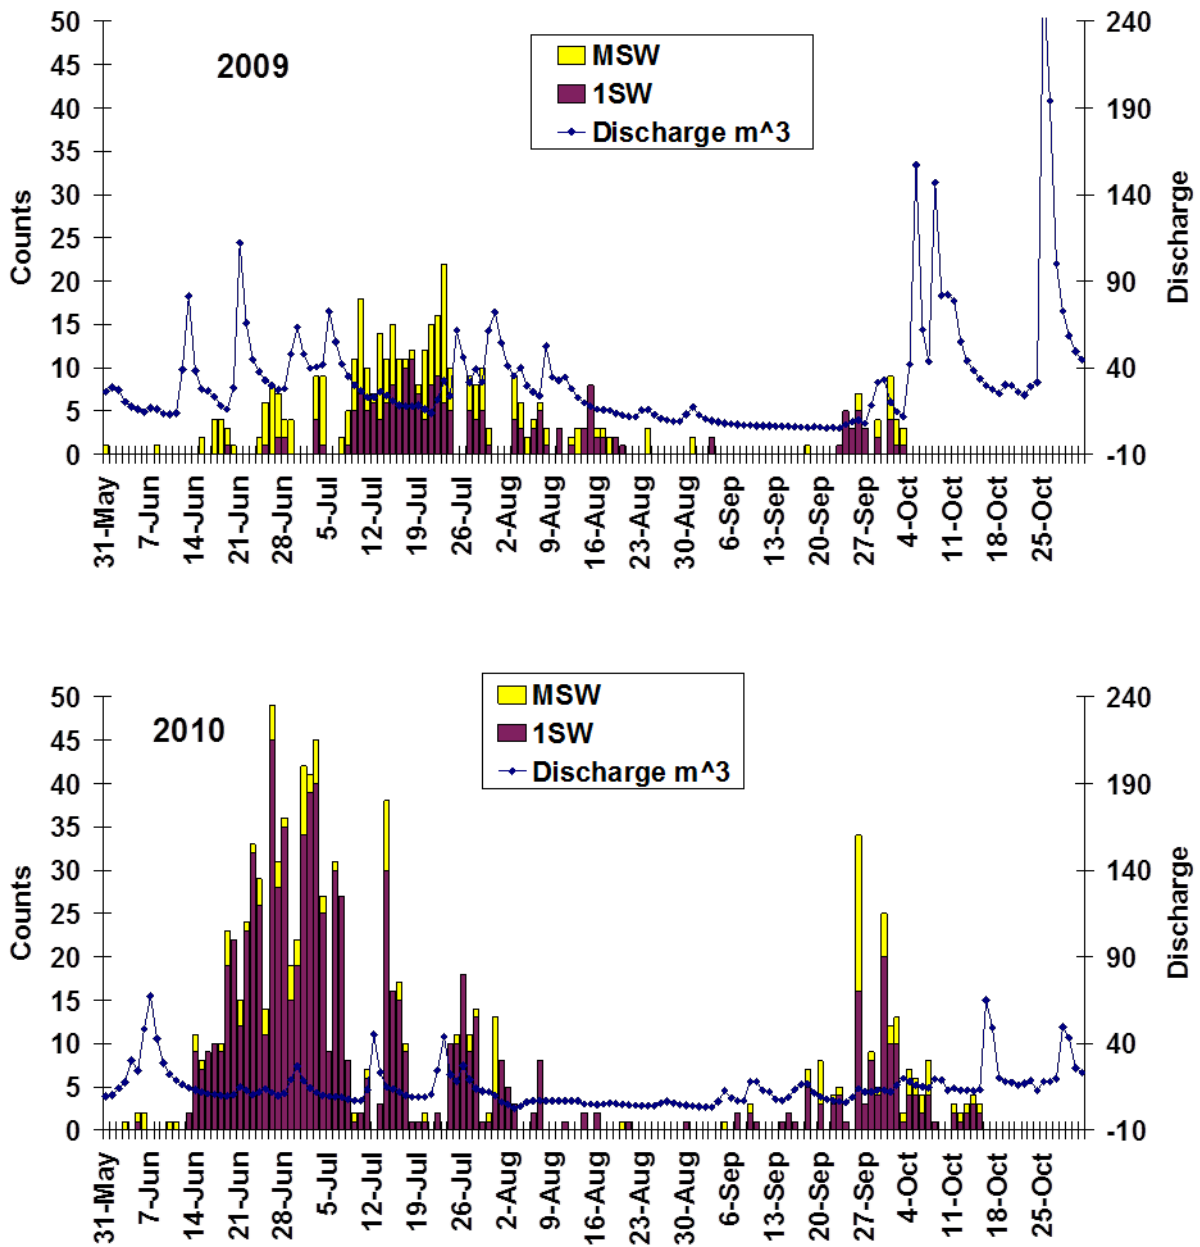 50
45
40
35
30
25
20
15
10
5
0
Counts
2009
MSW
1SW
Discharge m^3
240
190
140
90
40
-10
Discharge
31-May
7-Jun
14-Jun
21-Jun
28-Jun
5-Jul
12-Jul
19-Jul
26-Jul
2-Aug
9-Aug
16-Aug
23-Aug
30-Aug
6-Sep
13-Sep
20-Sep
27-Sep
4-Oct
11-Oct
18-Oct
25-Oct
50
45
40
35
30
25
20
15
10
5
0
Counts
2010
MSW
1SW
Discharge m^3
240
190
140
90
40
-10
Discharge
31-May
7-Jun
14-Jun
21-Jun
28-Jun
5-Jul
12-Jul
19-Jul
26-Jul
2-Aug
9-Aug
16-Aug
23-Aug
30-Aug
6-Sep
13-Sep
20-Sep
27-Sep
4-Oct
11-Oct
18-Oct
25-Oct